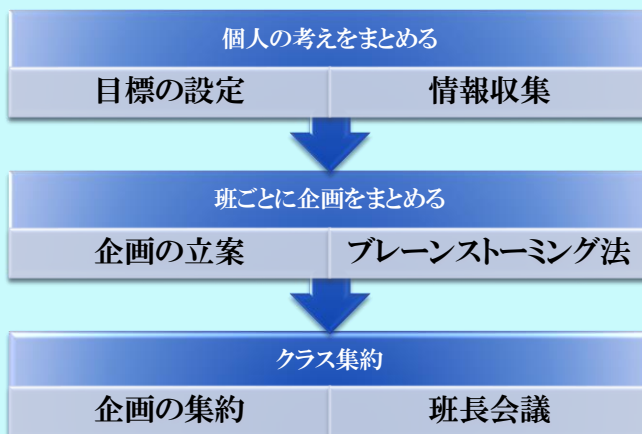 個人の考えをまとめる
目標の設定 情報収集
班ごとに企画をまとめる
企画の立案 ブレーンストーミング法
クラス集約
企画の集約 班長会議